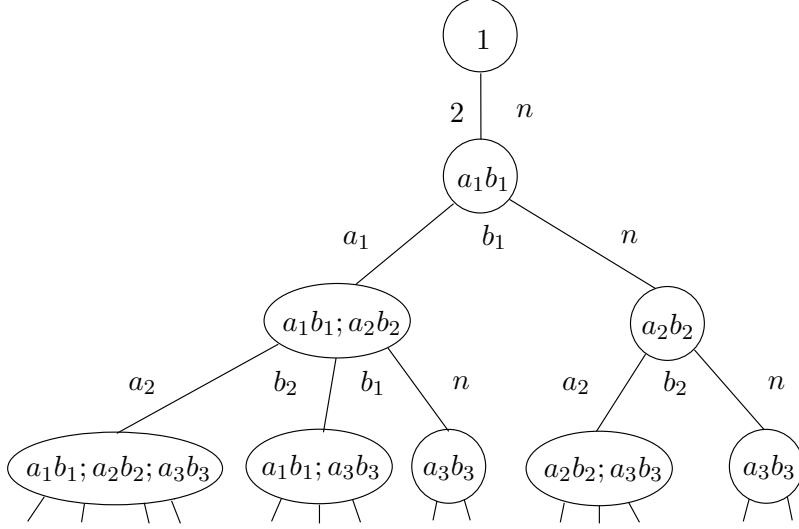 1
2 n
a₁b₁
a₁ b₁ n
a₁b₁; a₂b₂ a₂b₂
a₂ b₂ b₁ n a₂ b₂ n
a₁b₁; a₂b₂; a₃b₃ a₁b₁; a₃b₃ a₃b₃ a₂b₂; a₃b₃ a₃b₃